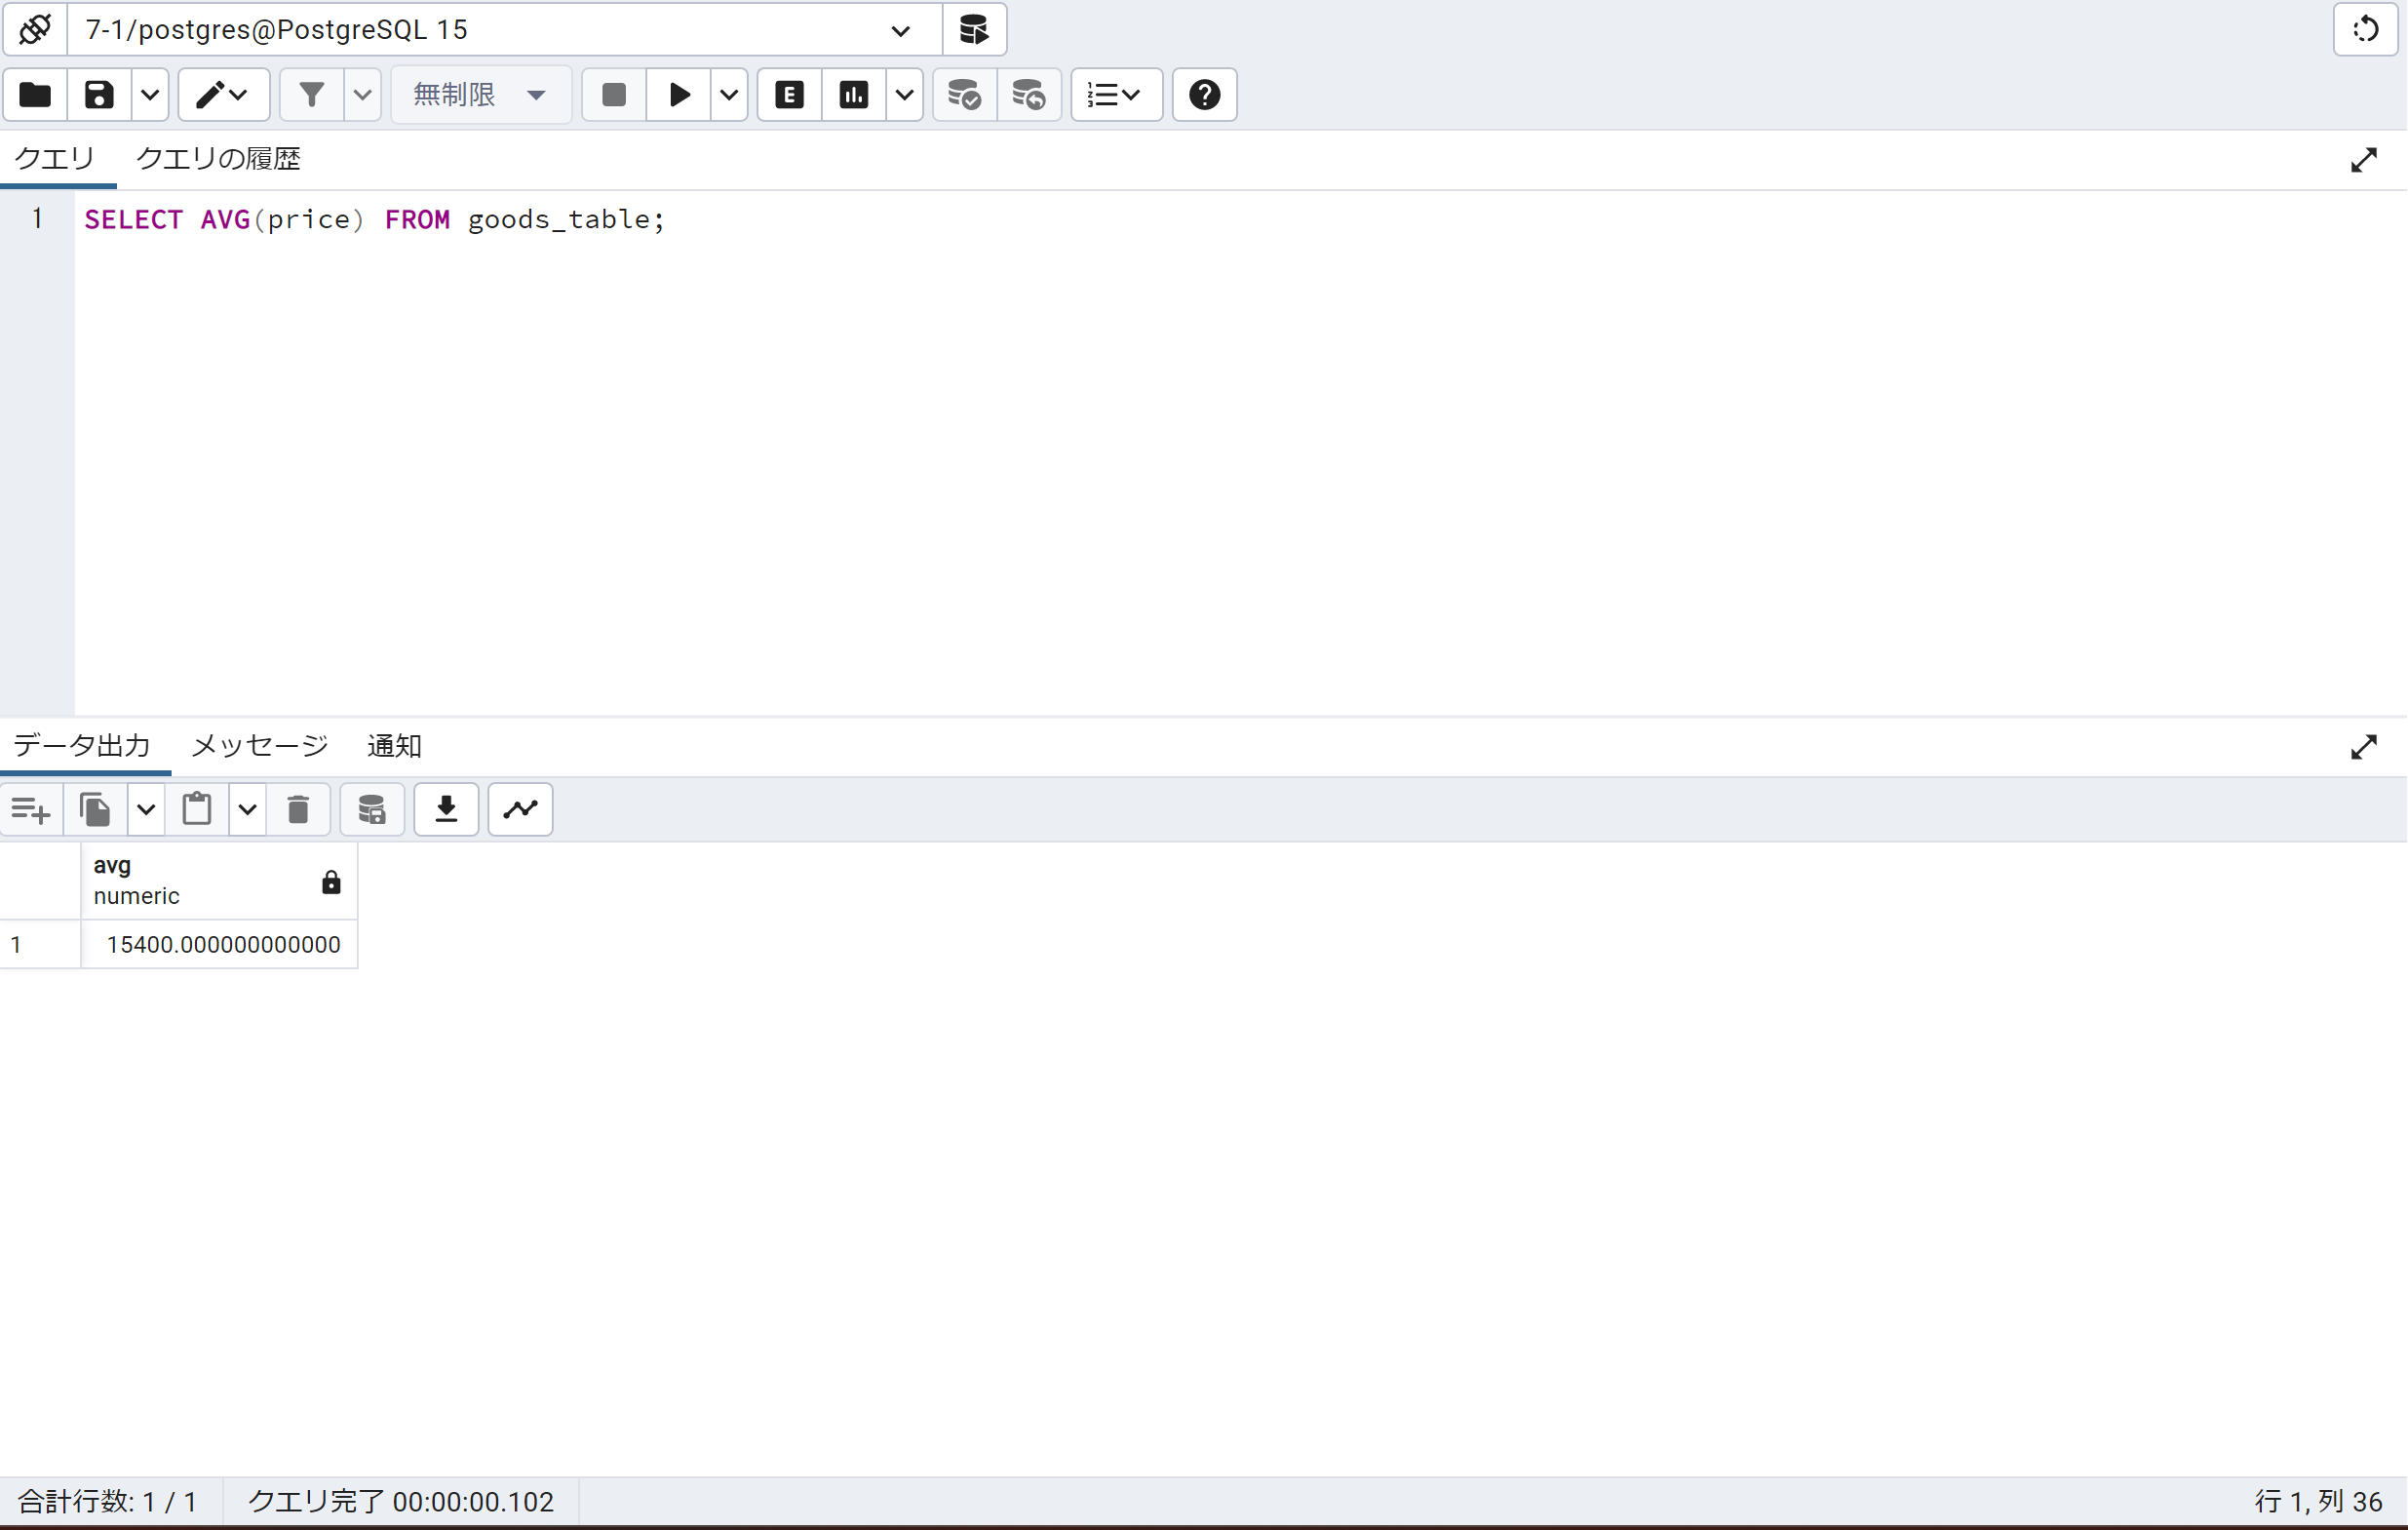 7-1/postgres@PostgreSQL 15
無制限
クエリ クエリの履歴
1 SELECT AVG(price) FROM goods_table;
データ出力 メッセージ 通知
avg
numeric
1 15400.000000000000
合計行数: 1 / 1 クエリ完了 00:00:00.102 行 1, 列 36